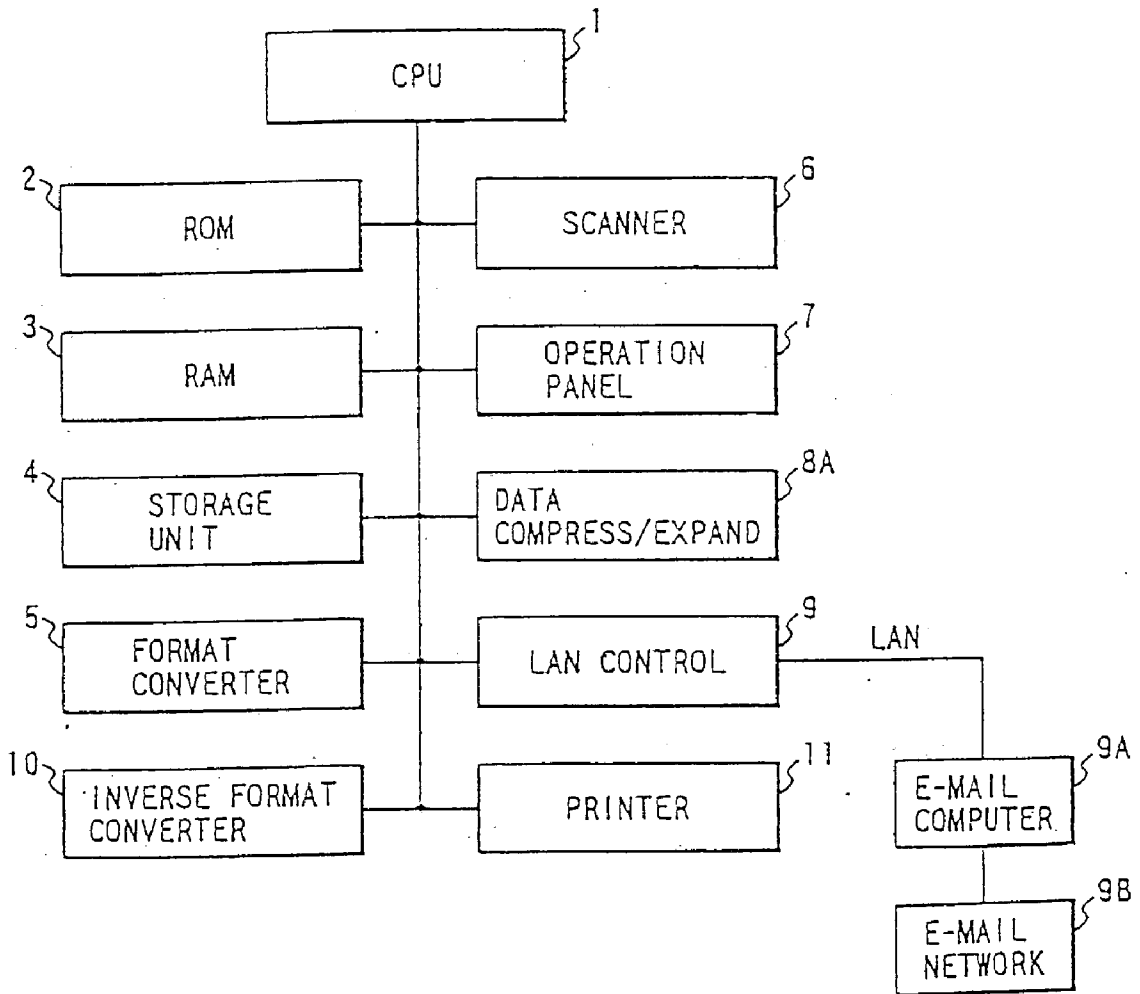 1
CPU
2
ROM
6
SCANNER
3
RAM
7
OPERATION
PANEL
4
STORAGE
UNIT
8A
DATA
COMPRESS/EXPAND
5
FORMAT
CONVERTER
9
LAN CONTROL
LAN
10
INVERSE FORMAT
CONVERTER
11
PRINTER
9A
E-MAIL
COMPUTER
9B
E-MAIL
NETWORK